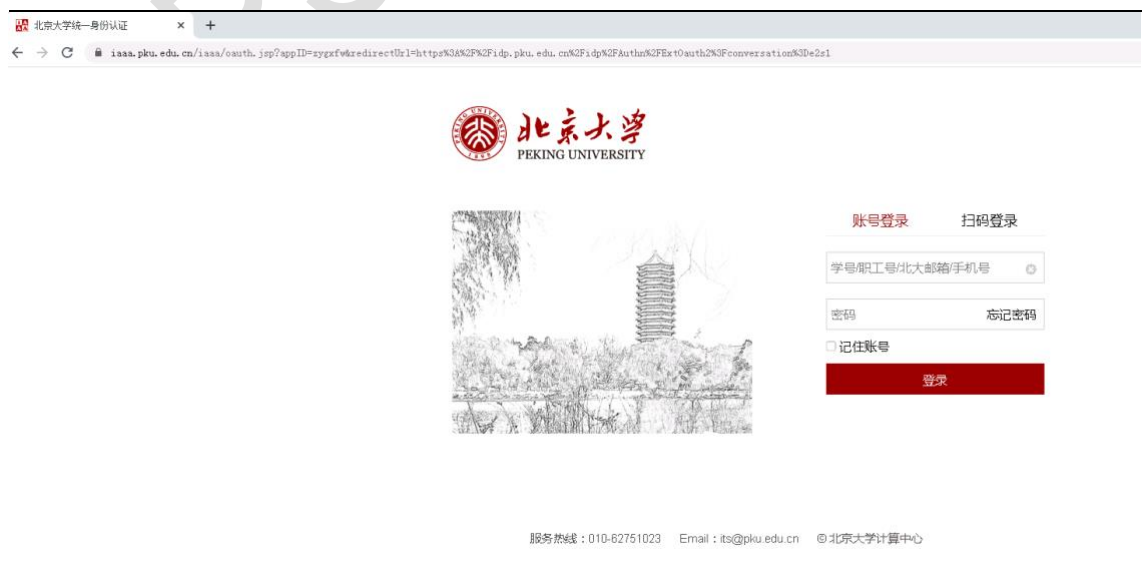 北京大学统一身份认证
iaaa.pku.edu.cn/iaaa/oauth.jsp?appID=zygxfw&redirectUrl=https%3A%2F%2Fidp.pku.edu.cn%2Fidp%2FAuthn%2FExtOauth2%3Fconversation%3De2s1
北京大学
PEKING UNIVERSITY
PEKING UNIVERSITY
1898
账号登录 扫码登录
学号/职工号/北大邮箱/手机号
密码 忘记密码
记住账号
登录
服务热线：010-62751023 Email：its@pku.edu.cn ©北京大学计算中心